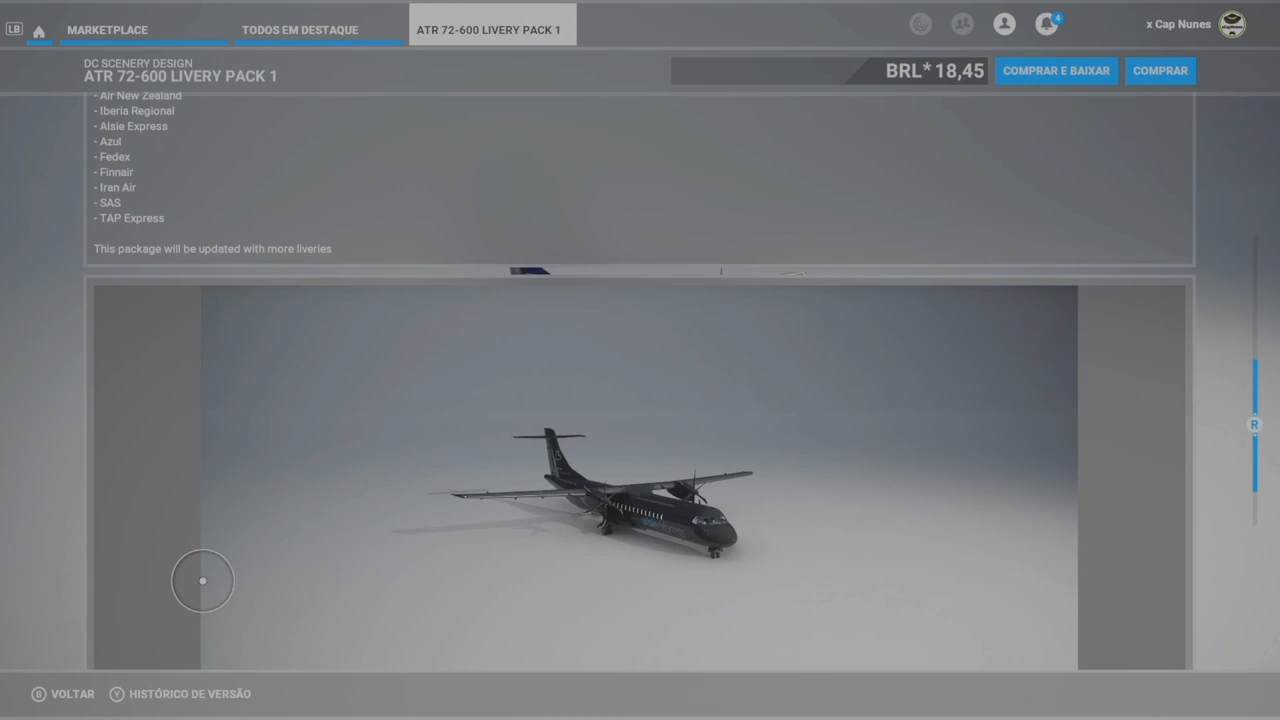 LB
MARKETPLACE
TODOS EM DESTAQUE
ATR 72-600 LIVERY PACK 1
4
x Cap Nunes
DC SCENERY DESIGN
ATR 72-600 LIVERY PACK 1
BRL* 18,45
COMPRAR E BAIXAR
COMPRAR
- Air New Zealand
- Iberia Regional
- Alsie Express
- Azul
- Fedex
- Finnair
- Iran Air
- SAS
- TAP Express
This package will be updated with more liveries
R
B VOLTAR
Y HISTÓRICO DE VERSÃO